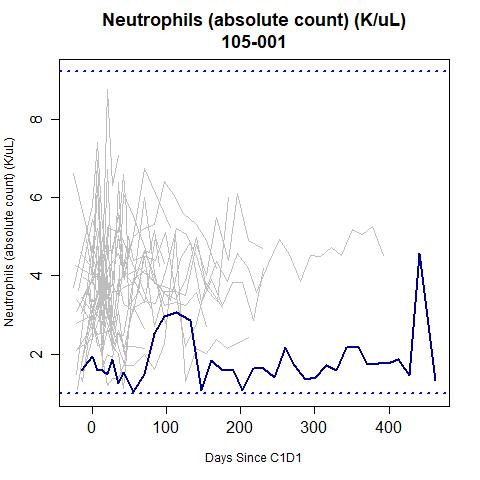 Neutrophils (absolute count) (K/uL)
105-001
Neutrophils (absolute count) (K/uL)
8
6
4
2
0 100 200 300 400
Days Since C1D1